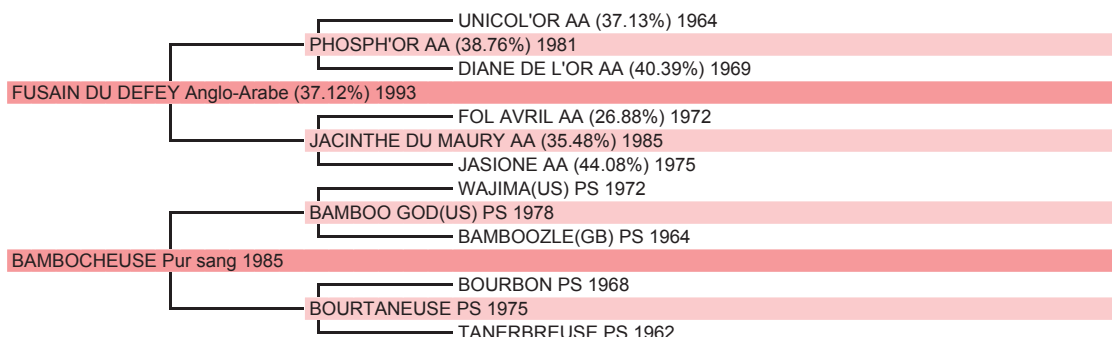 UNICOL'OR AA (37.13%) 1964
PHOSPH'OR AA (38.76%) 1981
DIANE DE L'OR AA (40.39%) 1969
FUSAIN DU DEFEY Anglo-Arabe (37.12%) 1993
FOL AVRIL AA (26.88%) 1972
JACINTHE DU MAURY AA (35.48%) 1985
JASIONE AA (44.08%) 1975
WAJIMA(US) PS 1972
BAMBOO GOD(US) PS 1978
BAMBOOZLE(GB) PS 1964
BAMBOCHEUSE Pur sang 1985
BOURBON PS 1968
BOURTANEUSE PS 1975
TANERBREUSE PS 1962